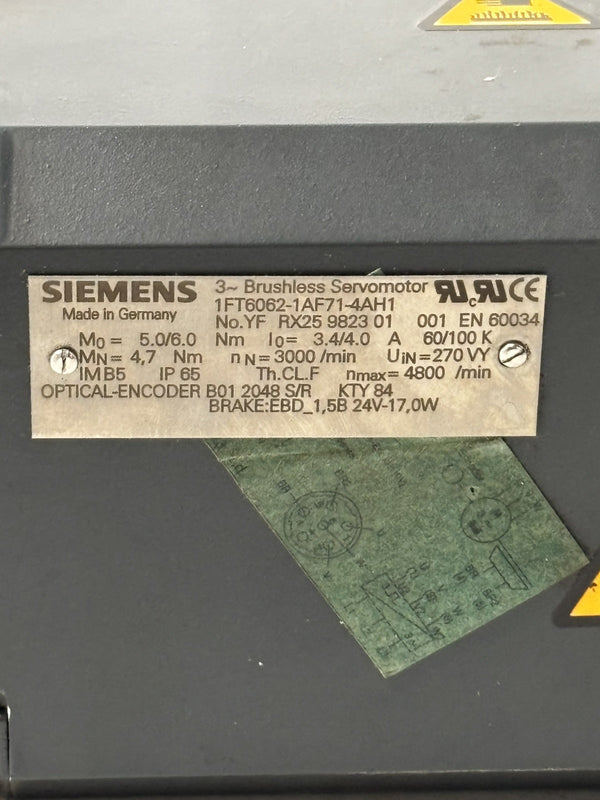 SIEMENS 3~ Brushless Servomotor
Made in Germany 1FT6062-1AF71-4AH1
No.YF RX25 9823 01 001 EN 60034
M0 = 5.0/6.0 Nm I0 = 3.4/4.0 A 60/100 K
MN = 4,7 Nm nN = 3000 /min UIN = 270 VY
IM B5 IP 65 Th.CL.F nmax = 4800 /min
OPTICAL-ENCODER B01 2048 S/R KTY 84
BRAKE:EBD_1,5B 24V-17,0W